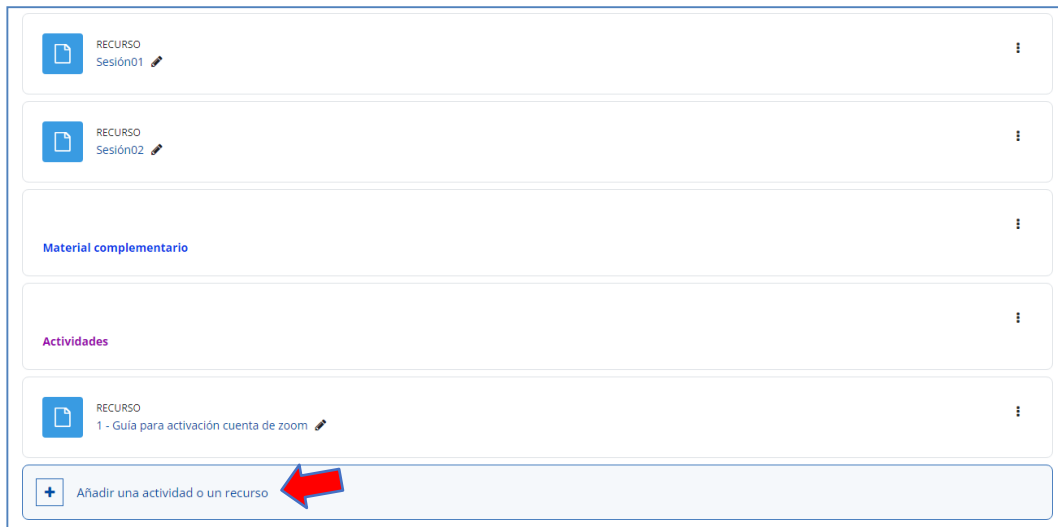 RECURSO
Sesión01
RECURSO
Sesión02
Material complementario
Actividades
RECURSO
1 - Guía para activación cuenta de zoom
Añadir una actividad o un recurso